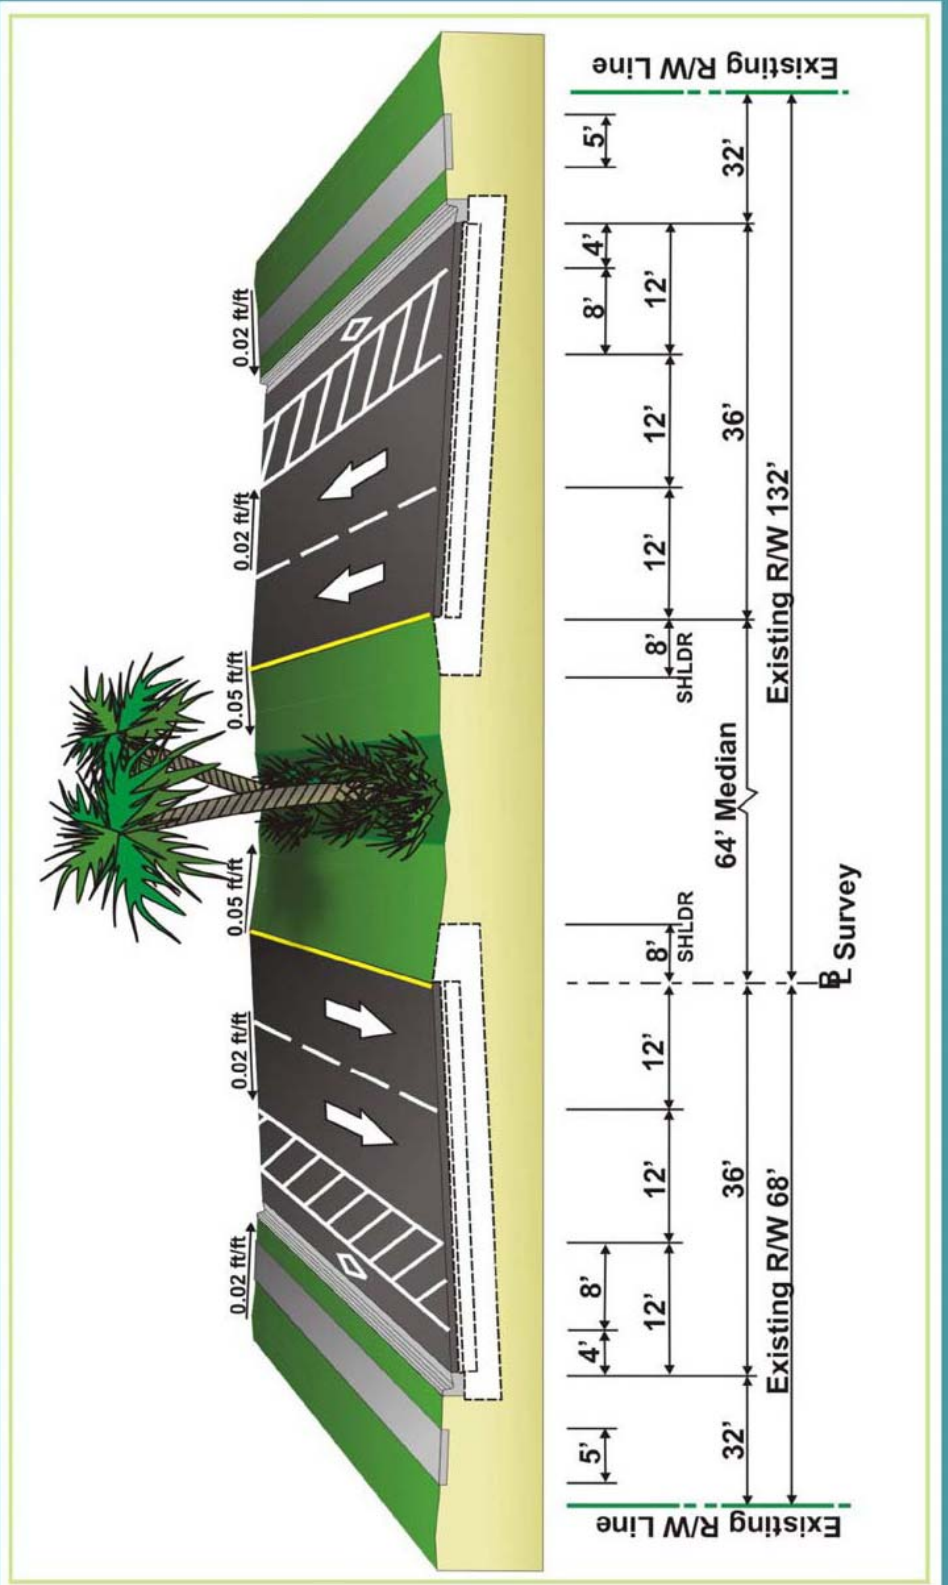 0.02 ft/ft
0.02 ft/ft
0.05 ft/ft
0.05 ft/ft
0.02 ft/ft
0.02 ft/ft
5’
4’
8’
8’
4’
5’
12’
12’
12’
8’
8’
12’
12’
12’
SHLDR
SHLDR
32’
36’
64’ Median
36’
32’
Existing R/W 68’
Existing R/W 132’
BL Survey
Existing R/W Line
Existing R/W Line